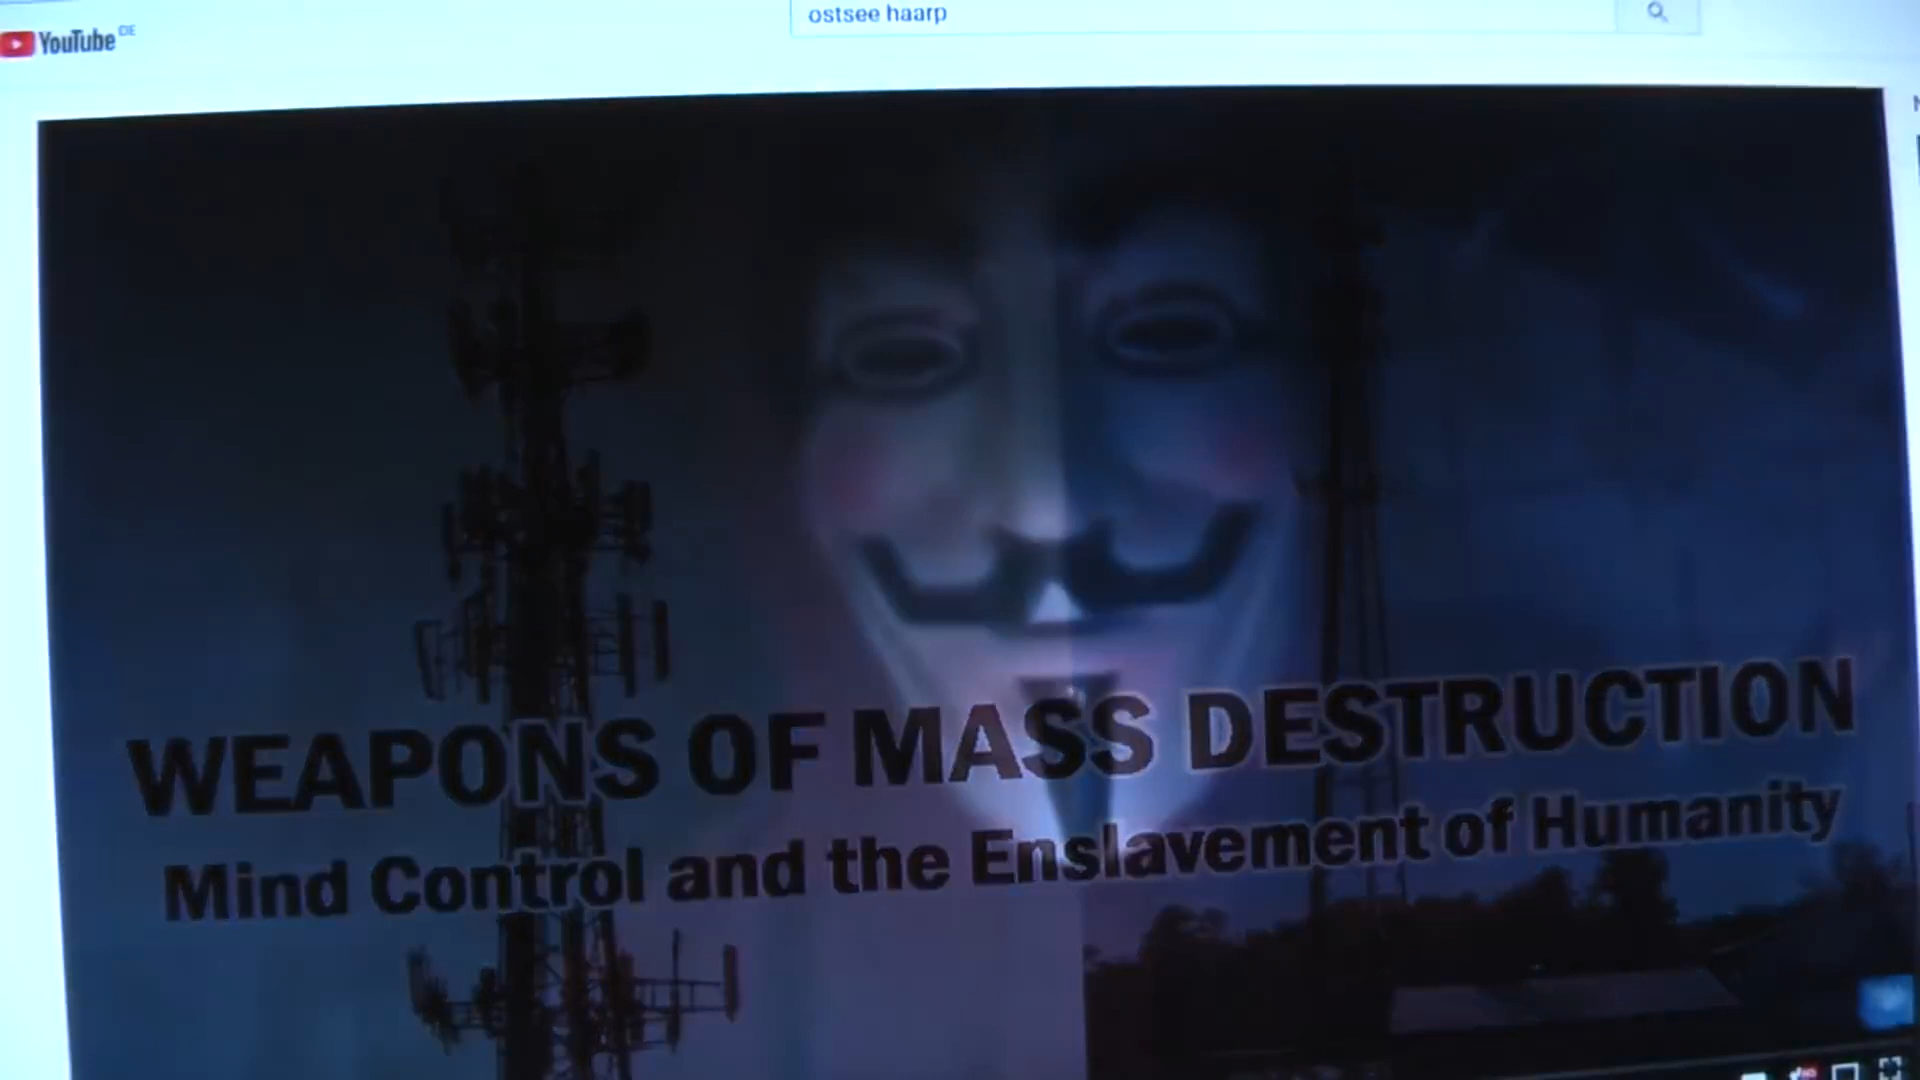 ostsee haarp
YouTube DE
WEAPONS OF MASS DESTRUCTION
Mind Control and the Enslavement of Humanity